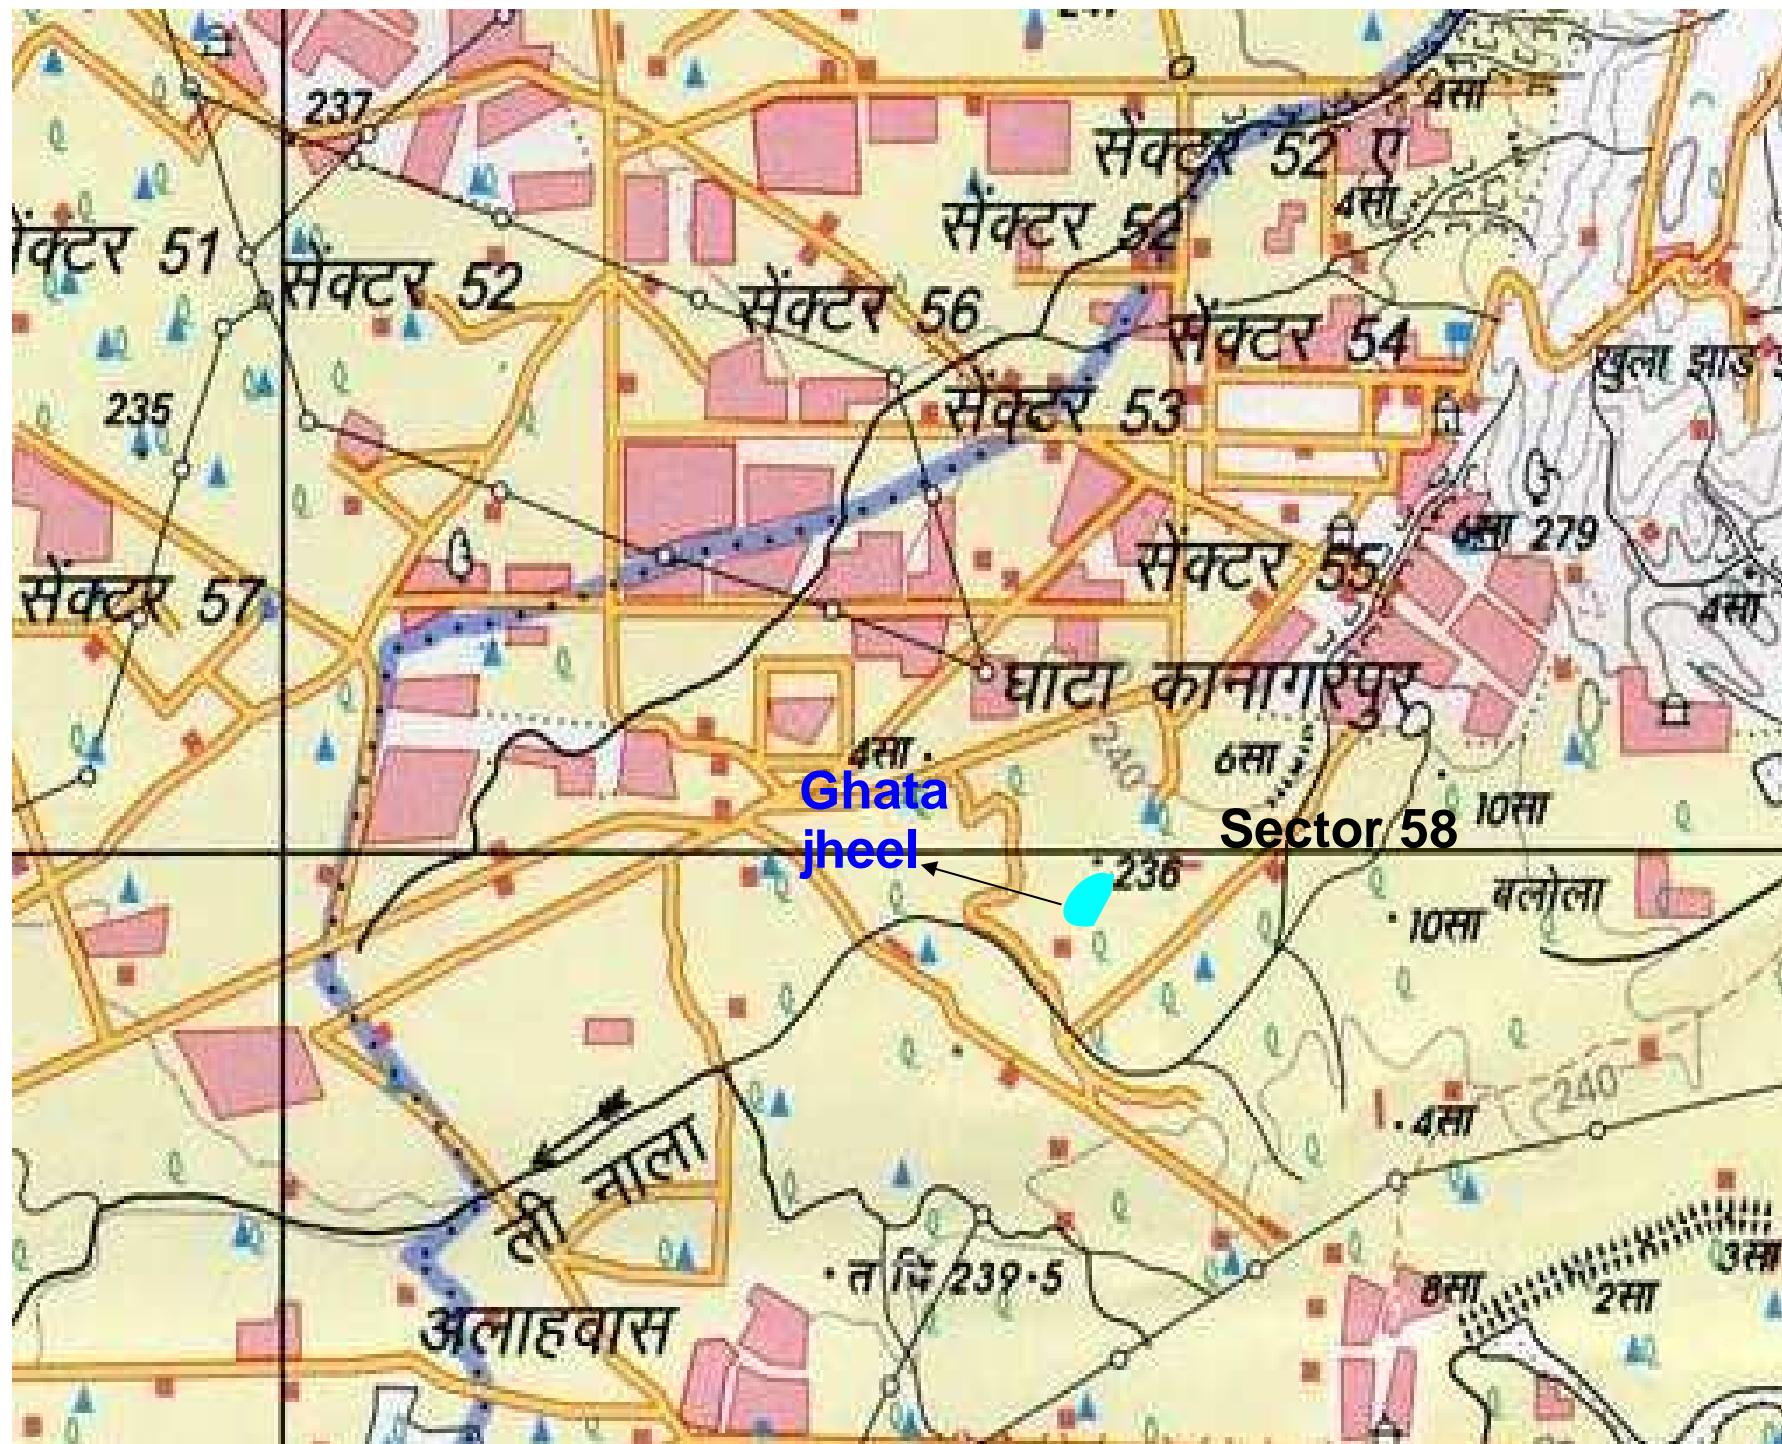 237
4सा
सेंक्टर 52 ए
4सा
सेंक्टर 52
सेंक्टर 51
सेंक्टर 52
सेंक्टर 56
सेंक्टर 54
खुला झाड़
235
सेंक्टर 53
279
सेंक्टर 55
सेंक्टर 57
4सा
घाटा कानागरपुर
240
4सा
6सा
Ghata
jheel
10सा
Sector 58
236
बलोला
10सा
240
4सा
ली नाला
3सा
त चि 239·5
8सा
2सा
अलाहवास